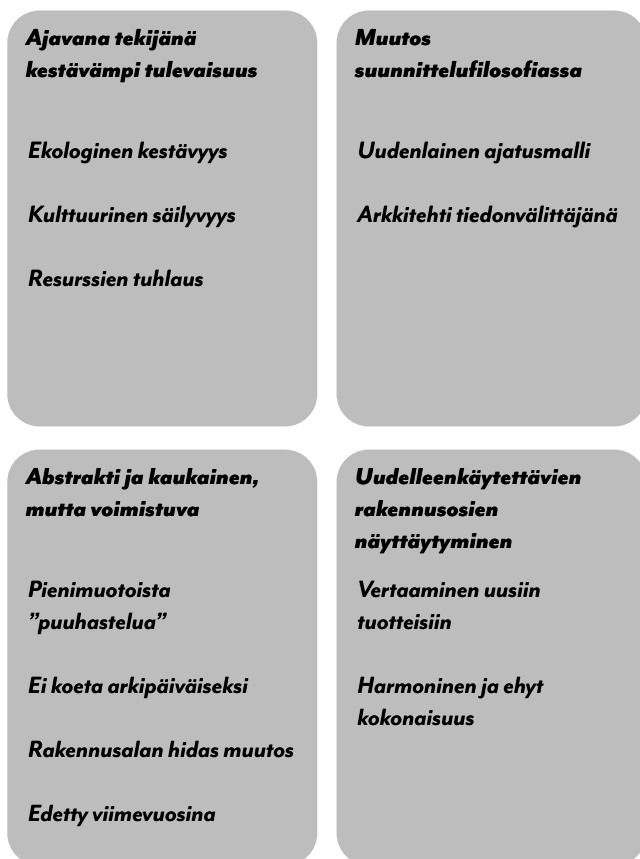 Ajavana tekijänä
kestävämpi tulevaisuus
Ekologinen kestävyys
Kulttuurinen säilyvyys
Resurssien tuhlaus
Muutos
suunnittelufilosofiassa
Uudenlainen ajatusmalli
Arkkitehti tiedonvälittäjänä
Abstrakti ja kaukainen,
mutta voimistuva
Pienimuotoista
”puuhastelua”
Ei koeta arkipäiväiseksi
Rakennusalan hidas muutos
Edetty viimevuosina
Uudelleenkäytettävien
rakennusosien
näyttäytyminen
Vertaaminen uusiin
tuotteisiin
Harmoninen ja ehyt
kokonaisuus